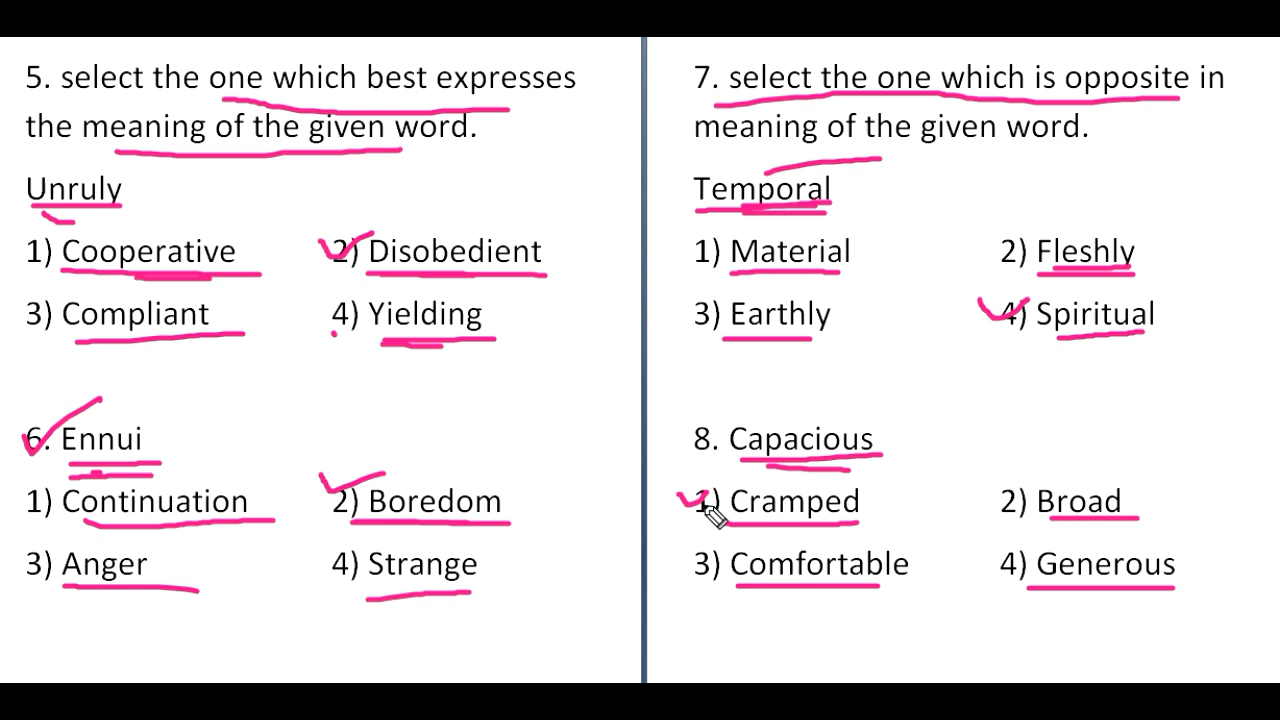 5. select the one which best expresses
the meaning of the given word.
Unruly
1) Cooperative 2) Disobedient
3) Compliant 4) Yielding
6. Ennui
1) Continuation 2) Boredom
3) Anger 4) Strange
7. select the one which is opposite in
meaning of the given word.
Temporal
1) Material 2) Fleshly
3) Earthly 4) Spiritual
8. Capacious
1) Cramped 2) Broad
3) Comfortable 4) Generous